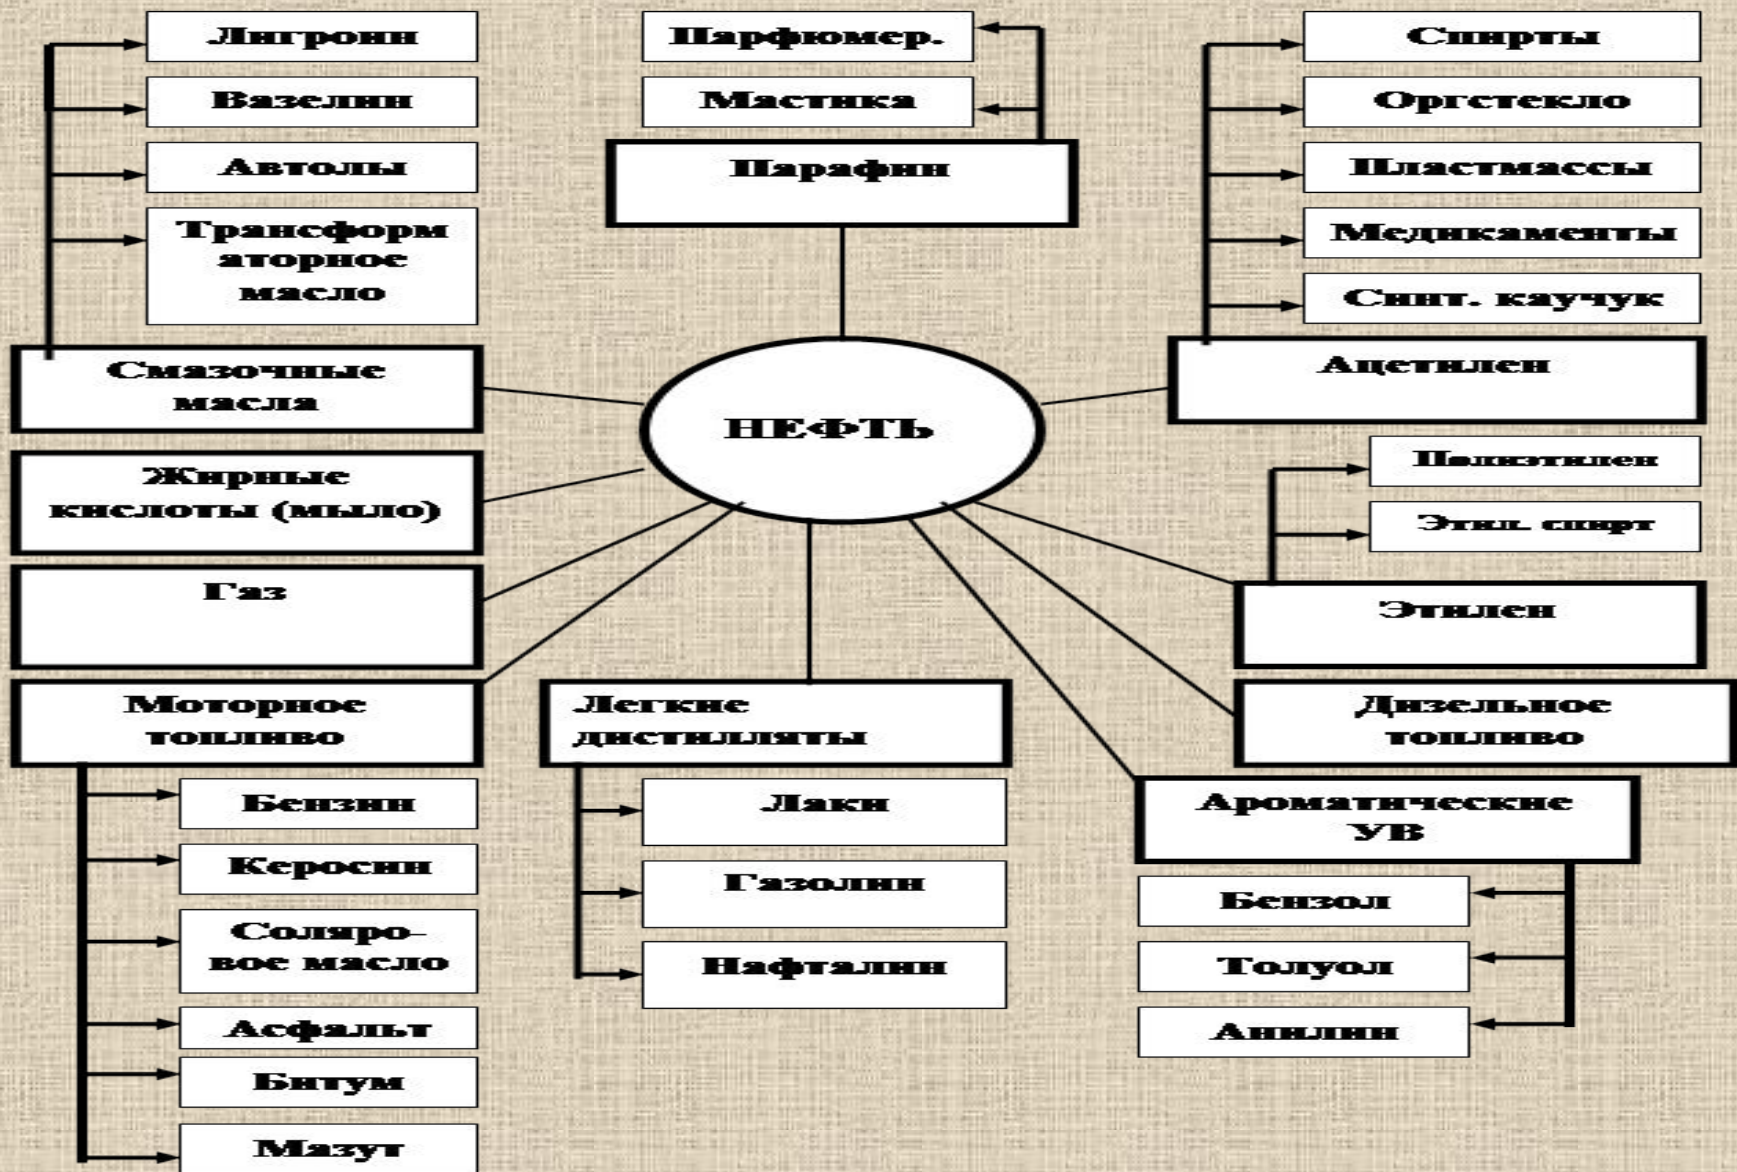 Лигроин
Вазелин
Автолы
Трансформ
аторное
масло
Смазочные
масла
Жирные
кислоты (мыло)
Газ
Моторное
топливо
Бензин
Керосин
Соляро-
вое масло
Асфальт
Битум
Мазут
Парфюмер.
Мастика
Парафин
НЕФТЬ
Легкие
дистилляты
Лаки
Газолин
Нафталин
Спирты
Оргстекло
Пластмассы
Медикаменты
Синт. каучук
Ацетилен
Полиэтилен
Этил. спирт
Этилен
Дизельное
топливо
Ароматические
УВ
Бензол
Толуол
Анилин